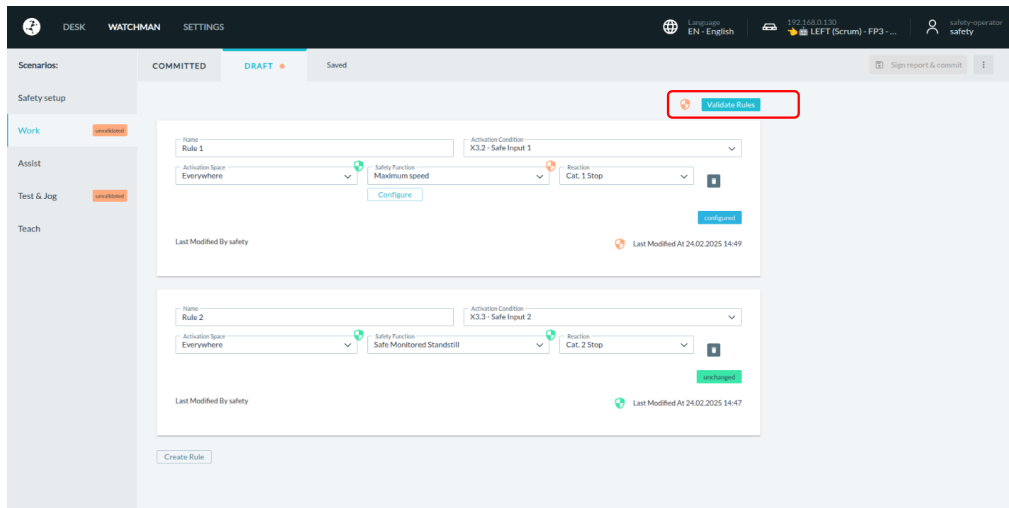 DESK WATCHMAN SETTINGS
Language
EN - English
192.168.0.130
👈🤖 LEFT (Scrum) - FP3 - ...
safety-operator
safety
Scenarios:
COMMITTED DRAFT Saved
Sign report & commit
Safety setup
Validate Rules
Work unvalidated
Assist
Test & Jog unvalidated
Teach
Name
Rule 1
Activation Condition
X3.2 - Safe Input 1
Activation Space
Everywhere
Safety Function
Maximum speed
Reaction
Cat. 1 Stop
Configure
configured
Last Modified By safety
Last Modified At 24.02.2025 14:49
Name
Rule 2
Activation Condition
X3.3 - Safe Input 2
Activation Space
Everywhere
Safety Function
Safe Monitored Standstill
Reaction
Cat. 2 Stop
unchanged
Last Modified By safety
Last Modified At 24.02.2025 14:47
Create Rule